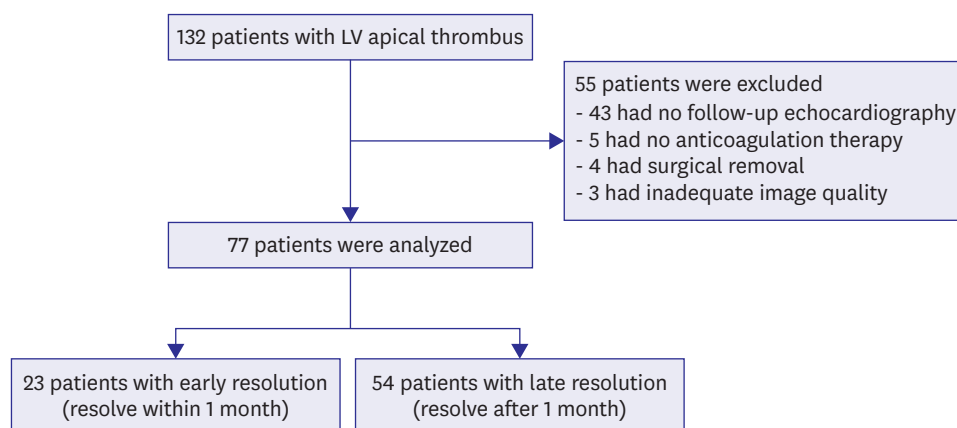 132 patients with LV apical thrombus
55 patients were excluded
- 43 had no follow-up echocardiography
- 5 had no anticoagulation therapy
- 4 had surgical removal
- 3 had inadequate image quality
77 patients were analyzed
23 patients with early resolution
(resolve within 1 month)
54 patients with late resolution
(resolve after 1 month)